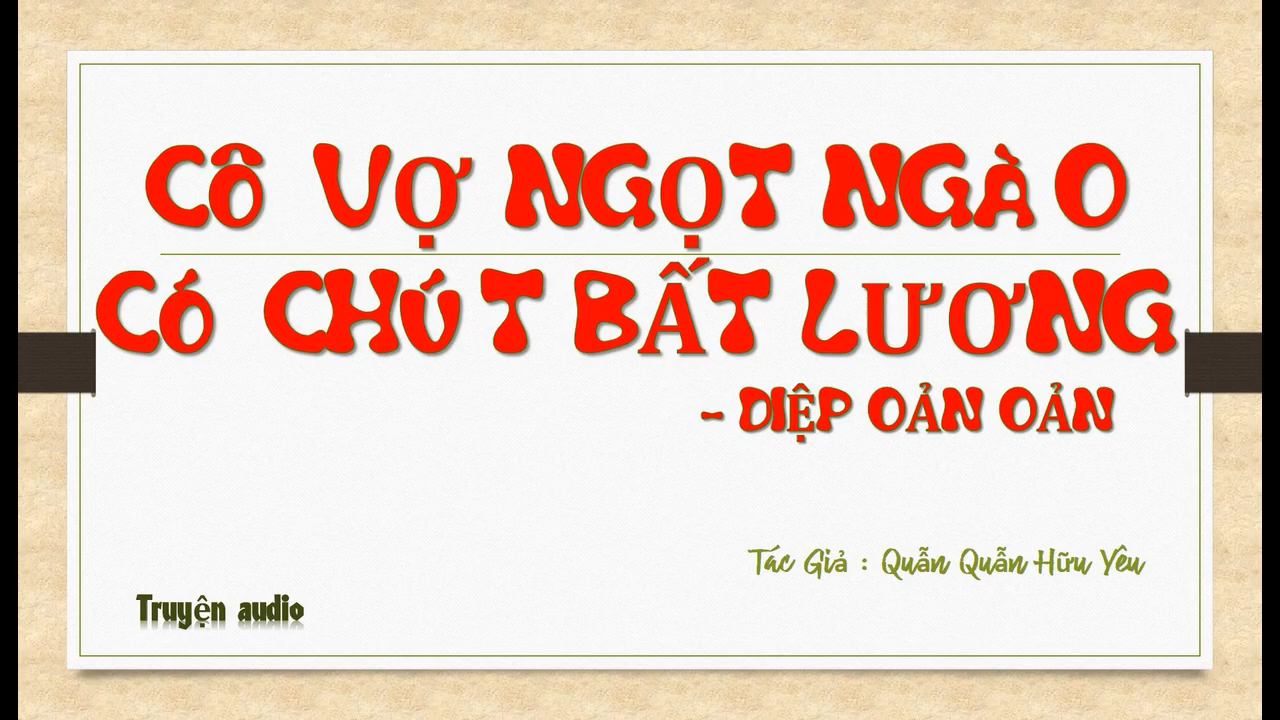 CÔ VỢ NGỌT NGÀO
CÓ CHÚT BẤT LƯƠNG
- DIỆP OẢN OẢN
Tác Giả : Quẫn Quẫn Hữu Yêu
Truyện audio